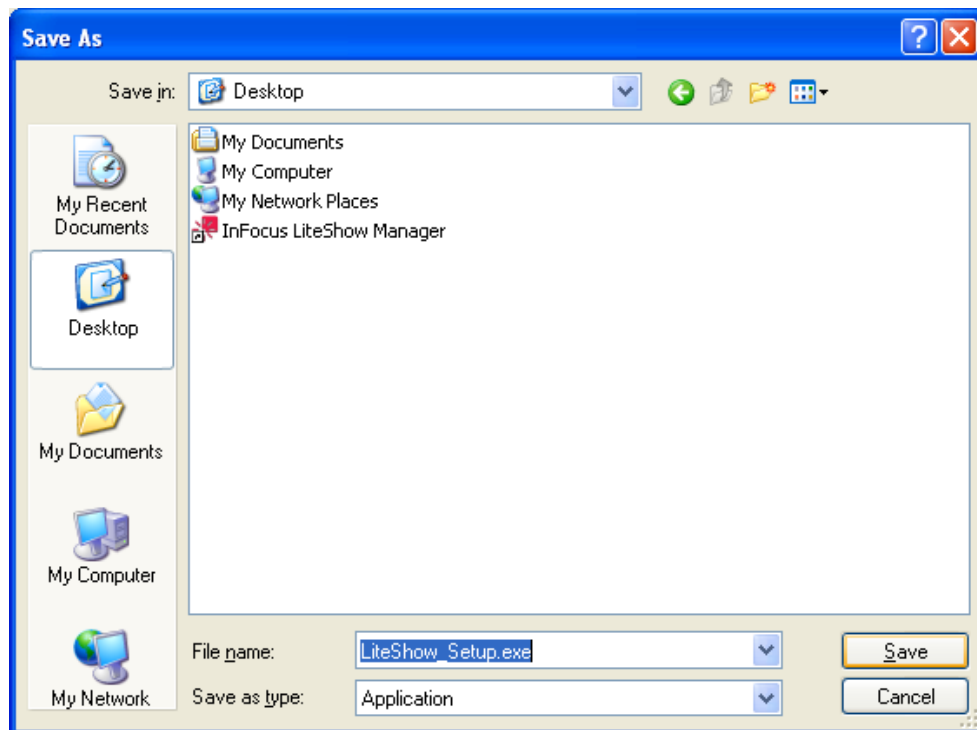 Save As
Save in:
Desktop
My Recent
Documents
Desktop
My Documents
My Computer
My Network
My Documents
My Computer
My Network Places
InFocus LiteShow Manager
File name:
LiteShow_Setup.exe
Save
Save as type:
Application
Cancel